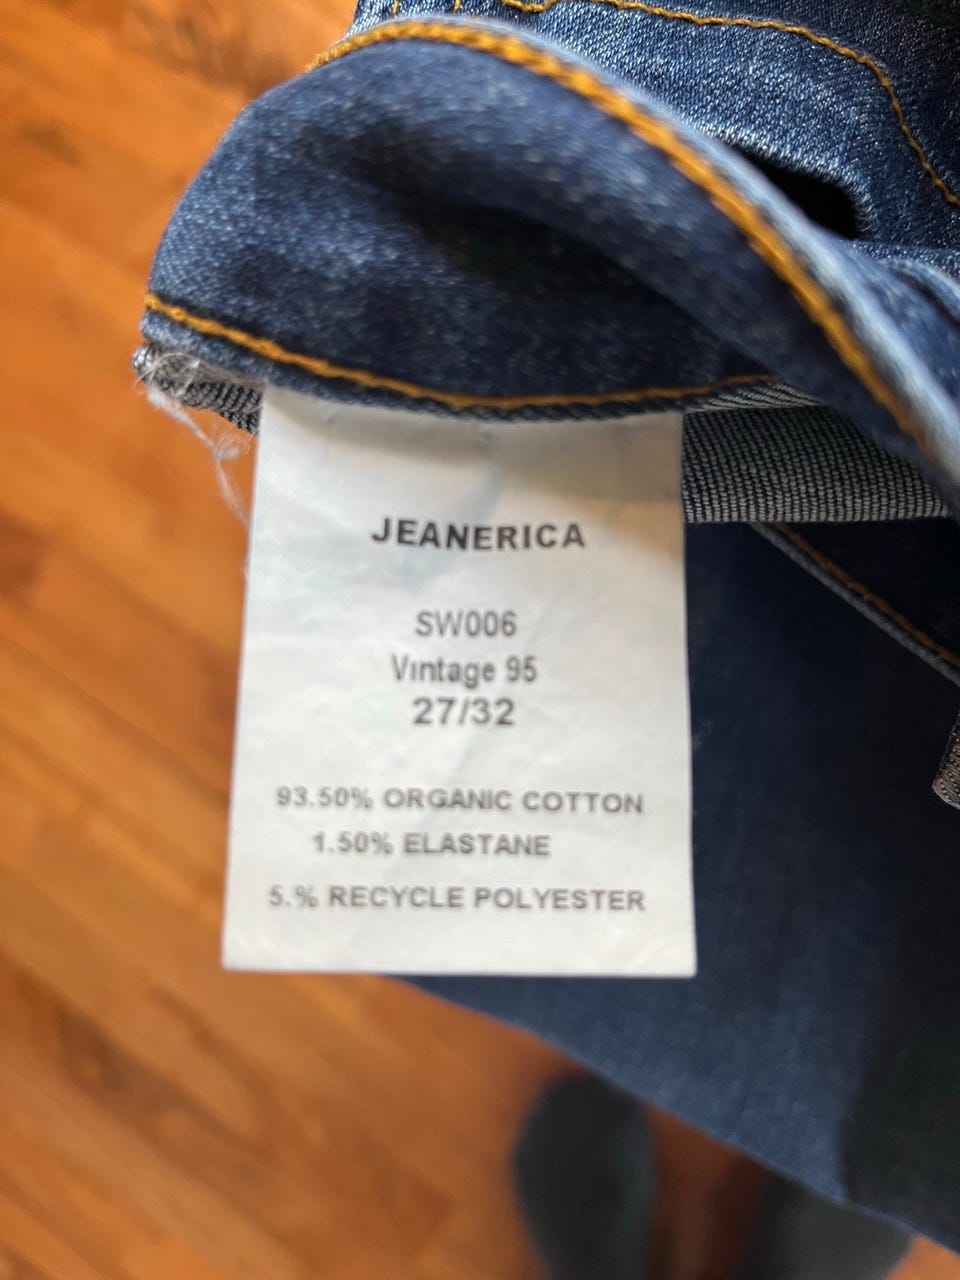 JEANERICA
SW006
Vintage 95
27/32
93.50% ORGANIC COTTON
1.50% ELASTANE
5.% RECYCLE POLYESTER